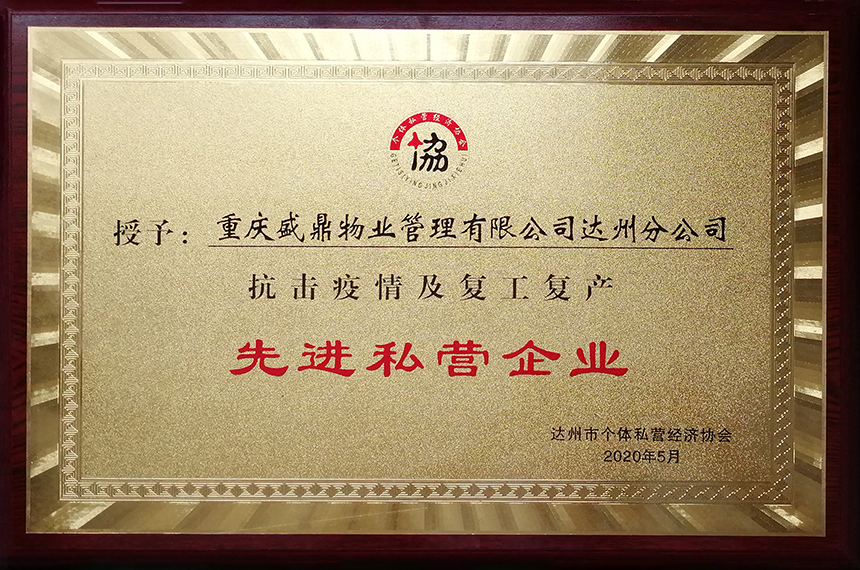 个体私营经济协会
協
GETISIYINGJINGJIXIEHUI
授予：重庆盛鼎物业管理有限公司达州分公司
抗击疫情及复工复产
先进私营企业
达州市个体私营经济协会
2020年5月